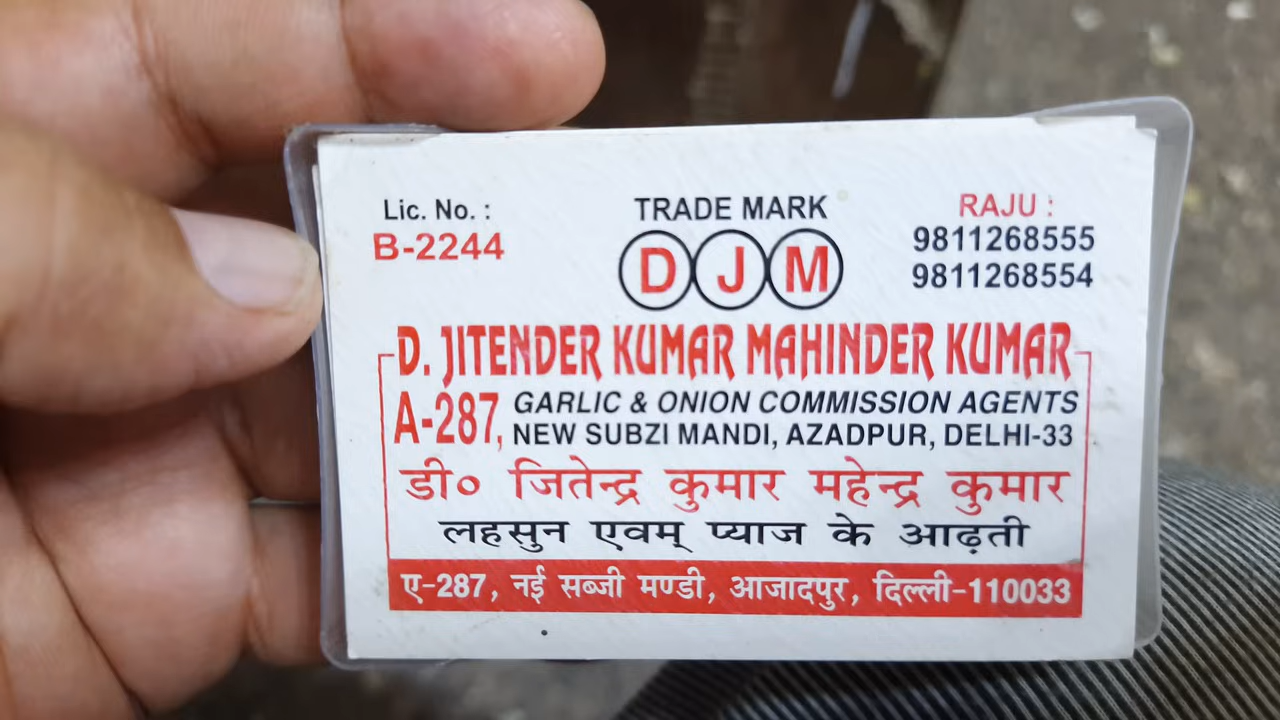 Lic. No. :
B-2244
TRADE MARK
D J M
RAJU :
9811268555
9811268554
D. JITENDER KUMAR MAHINDER KUMAR
A-287, GARLIC & ONION COMMISSION AGENTS
NEW SUBZI MANDI, AZADPUR, DELHI-33
डी० जितेन्द्र कुमार महेन्द्र कुमार
लहसुन एवम् प्याज के आढ़ती
ए-287, नई सब्जी मण्डी, आजादपुर, दिल्ली-110033